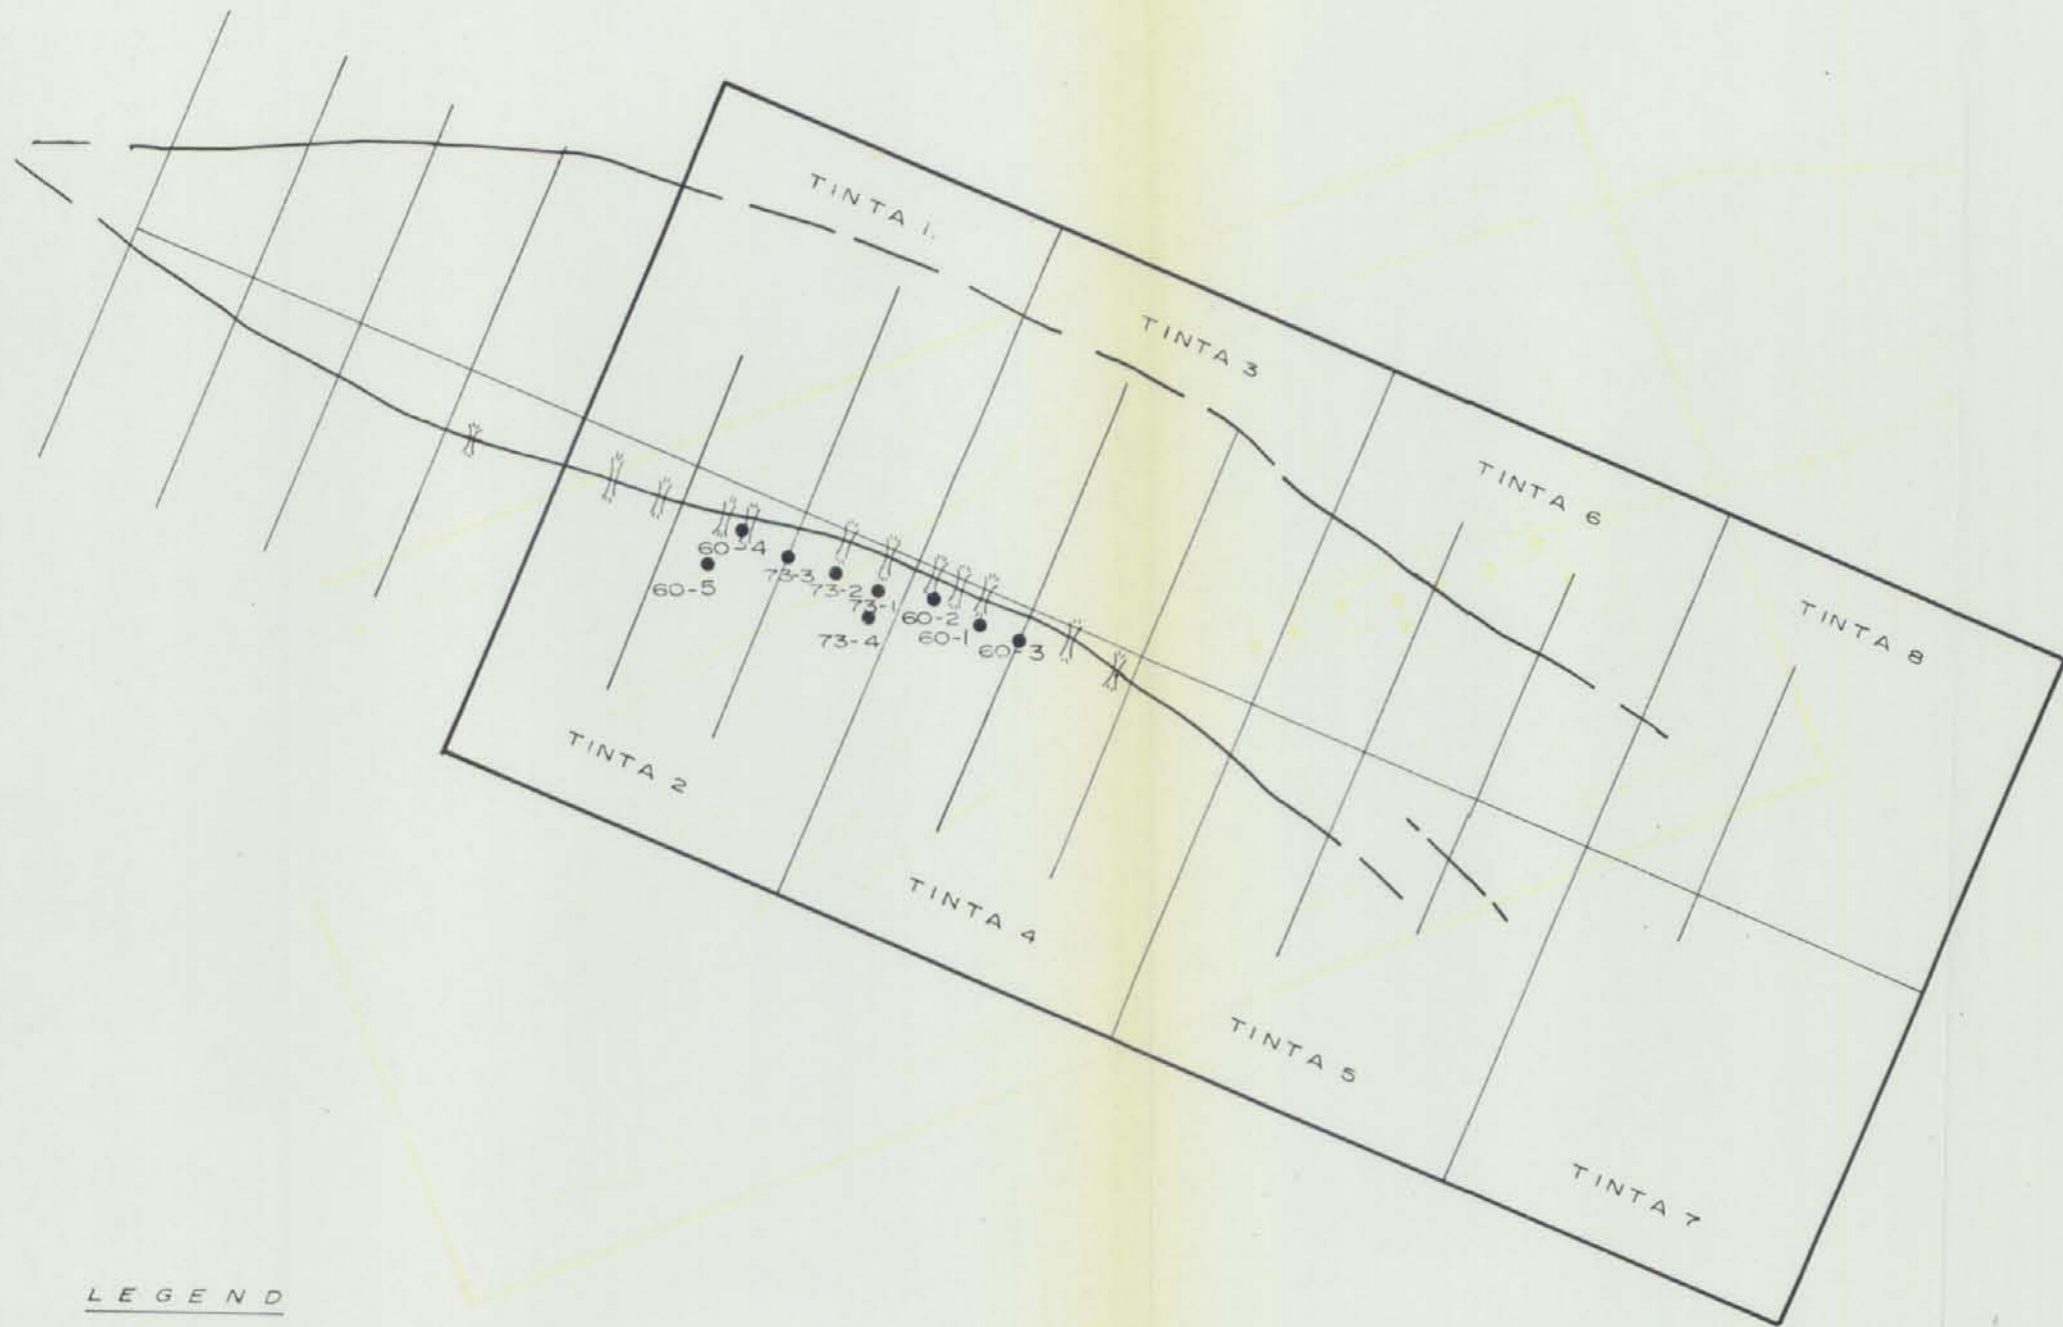 TINTA 1.
TINTA 3
TINTA 6
TINTA 8
60-4
60-5
73-3
73-2
73-1
73-4
60-2
60-1
60-3
TINTA 2
TINTA 4
TINTA 5
TINTA 7
LEGEND